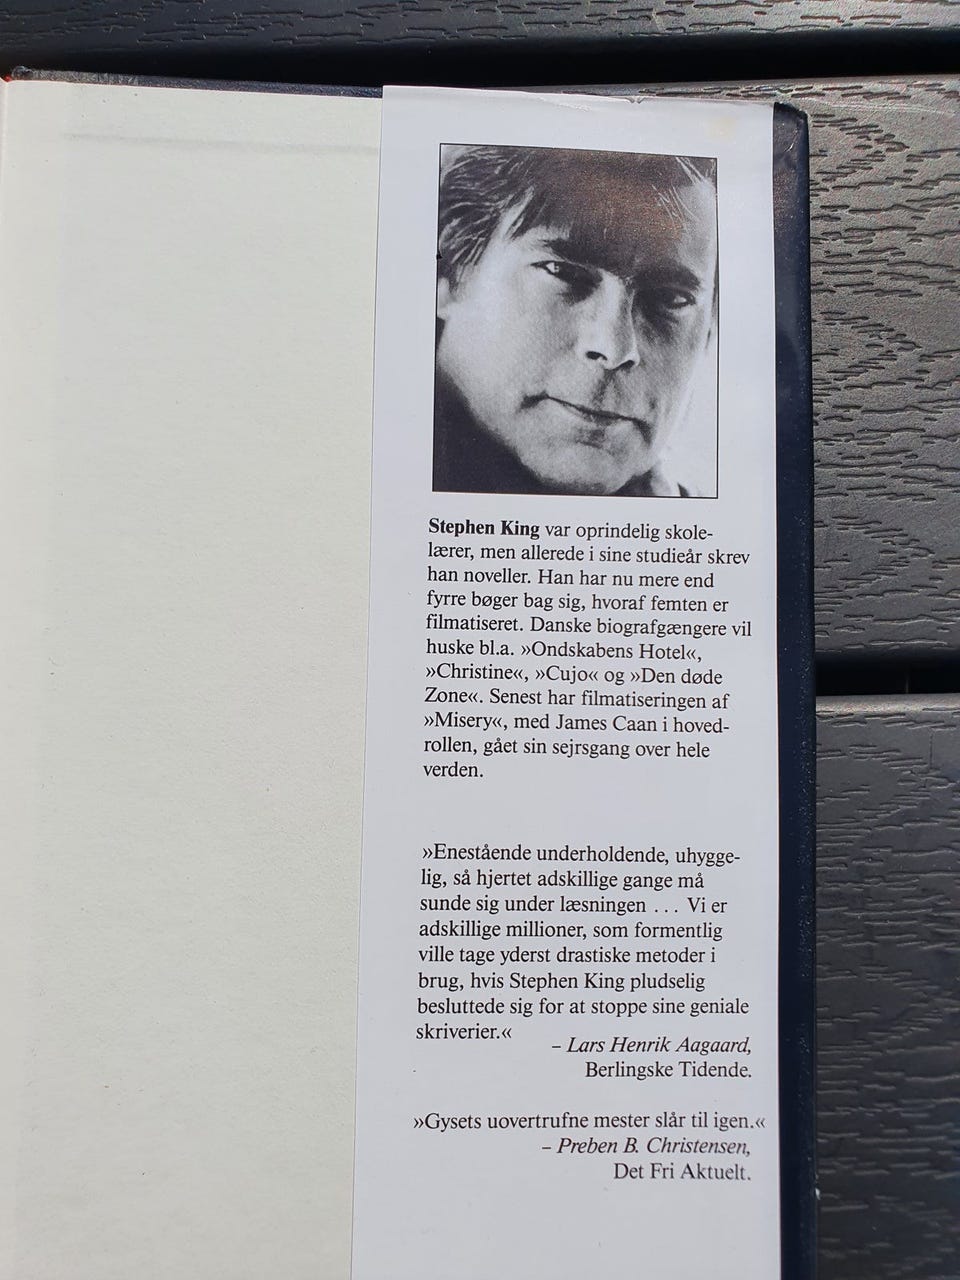 Stephen King var oprindelig skole-
lærer, men allerede i sine studieår skrev
han noveller. Han har nu mere end
fyrre bøger bag sig, hvoraf femten er
filmatiseret. Danske biografgængere vil
huske bl.a. »Ondskabens Hotel«,
»Christine«, »Cujo« og »Den døde
Zone«. Senest har filmatiseringen af
»Misery«, med James Caan i hoved-
rollen, gået sin sejrsgang over hele
verden.
»Enestående underholdende, uhygge-
lig, så hjertet adskillige gange må
sunde sig under læsningen ... Vi er
adskillige millioner, som formentlig
ville tage yderst drastiske metoder i
brug, hvis Stephen King pludselig
besluttede sig for at stoppe sine geniale
skriverier.«
– Lars Henrik Aagaard,
Berlingske Tidende.
»Gysets uovertrufne mester slår til igen.«
– Preben B. Christensen,
Det Fri Aktuelt.